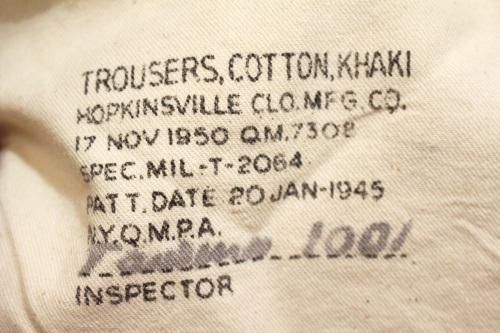 TROUSERS, COTTON, KHAKI
HOPKINSVILLE CLO. MFG. CO.
17 NOV 1950 Q.M. 7308
SPEC. MIL-T-2064
PATT. DATE 20 JAN-1945
N.Y.Q.M.P.A.
1001
INSPECTOR